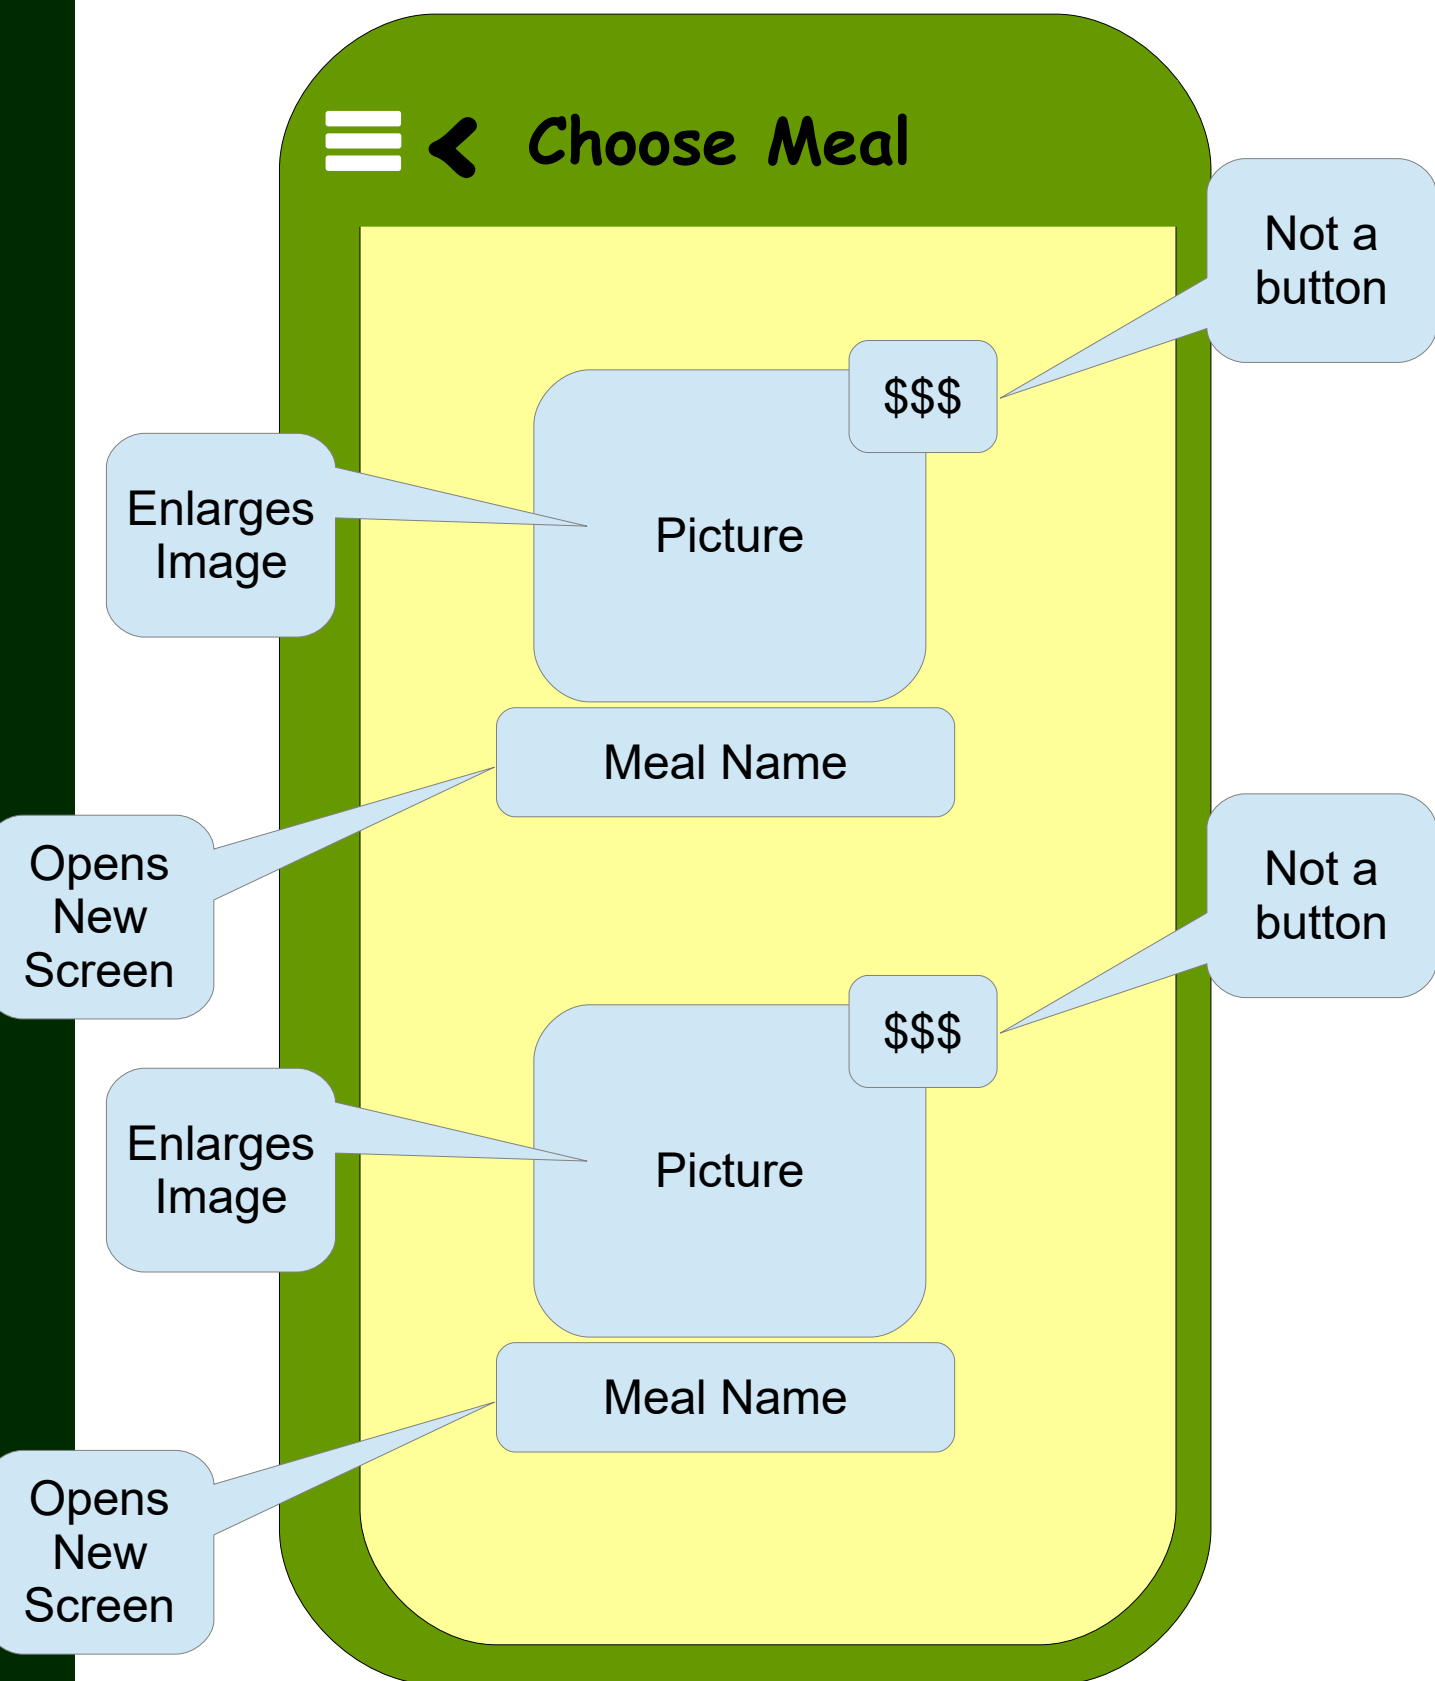 Choose Meal
Not a
button
$$$
Enlarges
Image
Picture
Meal Name
Opens
New
Screen
Not a
button
$$$
Enlarges
Image
Picture
Meal Name
Opens
New
Screen